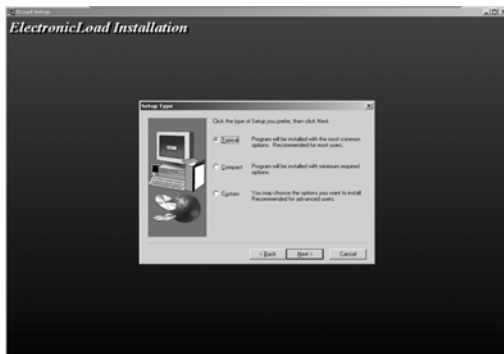 ELoad Setup
ElectronicLoad Installation
Setup Type
Click the type of Setup you prefer, then click Next.
Typical Program will be installed with the most common
options. Recommended for most users.
Compact Program will be installed with minimum required
options.
Custom You may choose the options you want to install.
Recommended for advanced users.
< Back Next > Cancel